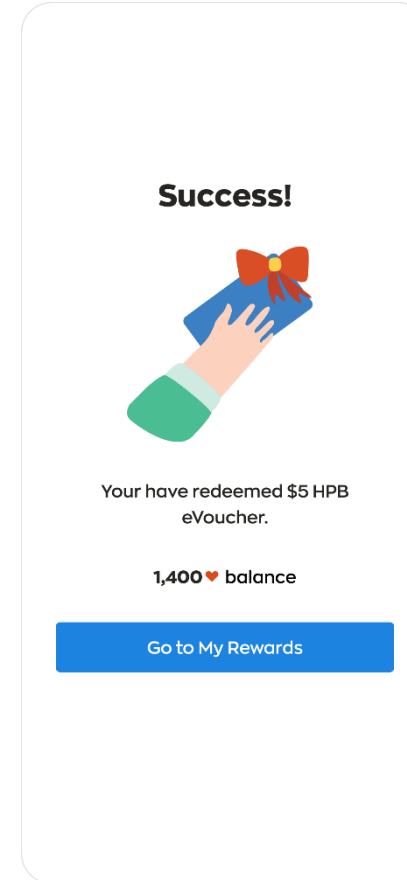 Success!
Your have redeemed $5 HPB
eVoucher.
1,400 balance
Go to My Rewards